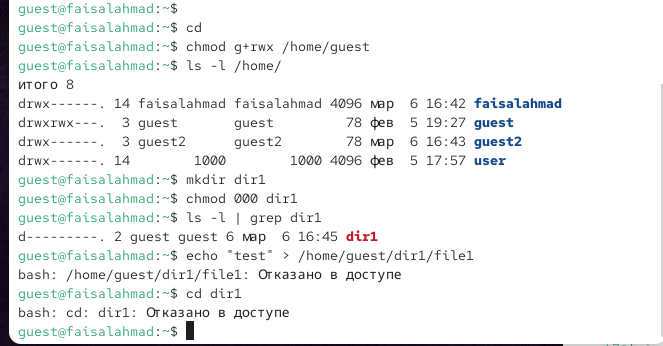 guest@faisalahmad:~$
guest@faisalahmad:~$ cd
guest@faisalahmad:~$ chmod g+rwx /home/guest
guest@faisalahmad:~$ ls -l /home/
итого 8
drwx------. 14 faisalahmad faisalahmad 4096 мар  6 16:42 faisalahmad
drwxrwx---.  3 guest       guest         78 фев  5 19:27 guest
drwx------.  3 guest2      guest2        78 мар  6 16:43 guest2
drwx------. 14        1000        1000 4096 фев  5 17:57 user
guest@faisalahmad:~$ mkdir dir1
guest@faisalahmad:~$ chmod 000 dir1
guest@faisalahmad:~$ ls -l | grep dir1
d---------. 2 guest guest 6 мар  6 16:45 dir1
guest@faisalahmad:~$ echo "test" > /home/guest/dir1/file1
bash: /home/guest/dir1/file1: Отказано в доступе
guest@faisalahmad:~$ cd dir1
bash: cd: dir1: Отказано в доступе
guest@faisalahmad:~$